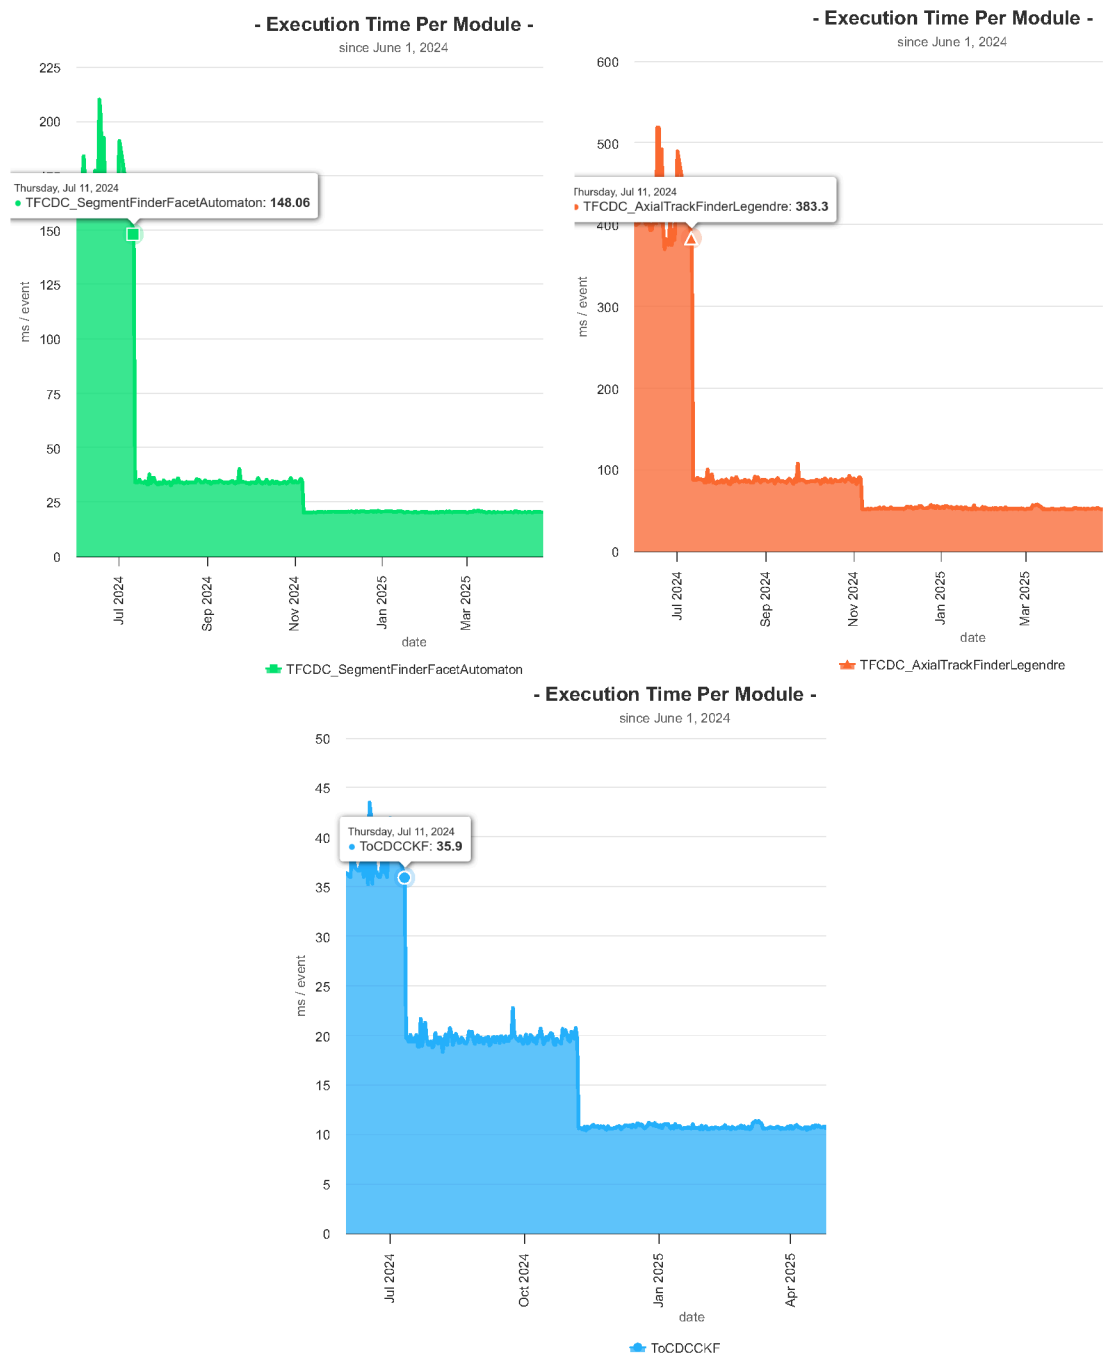 - Execution Time Per Module -
since June 1, 2024
225
200
150
125
100
75
50
25
0
ms / event
Thursday, Jul 11, 2024
TFCDC_SegmentFinderFacetAutomaton: 148.06
Jul 2024
Sep 2024
Nov 2024
Jan 2025
Mar 2025
date
TFCDC_SegmentFinderFacetAutomaton
- Execution Time Per Module -
since June 1, 2024
600
500
400
300
200
100
0
ms / event
Thursday, Jul 11, 2024
TFCDC_AxialTrackFinderLegendre: 383.3
Jul 2024
Sep 2024
Nov 2024
Jan 2025
Mar 2025
date
TFCDC_AxialTrackFinderLegendre
- Execution Time Per Module -
since June 1, 2024
50
45
40
35
30
25
20
15
10
5
0
ms / event
Thursday, Jul 11, 2024
ToCDCCKF: 35.9
Jul 2024
Oct 2024
Jan 2025
Apr 2025
date
ToCDCCKF